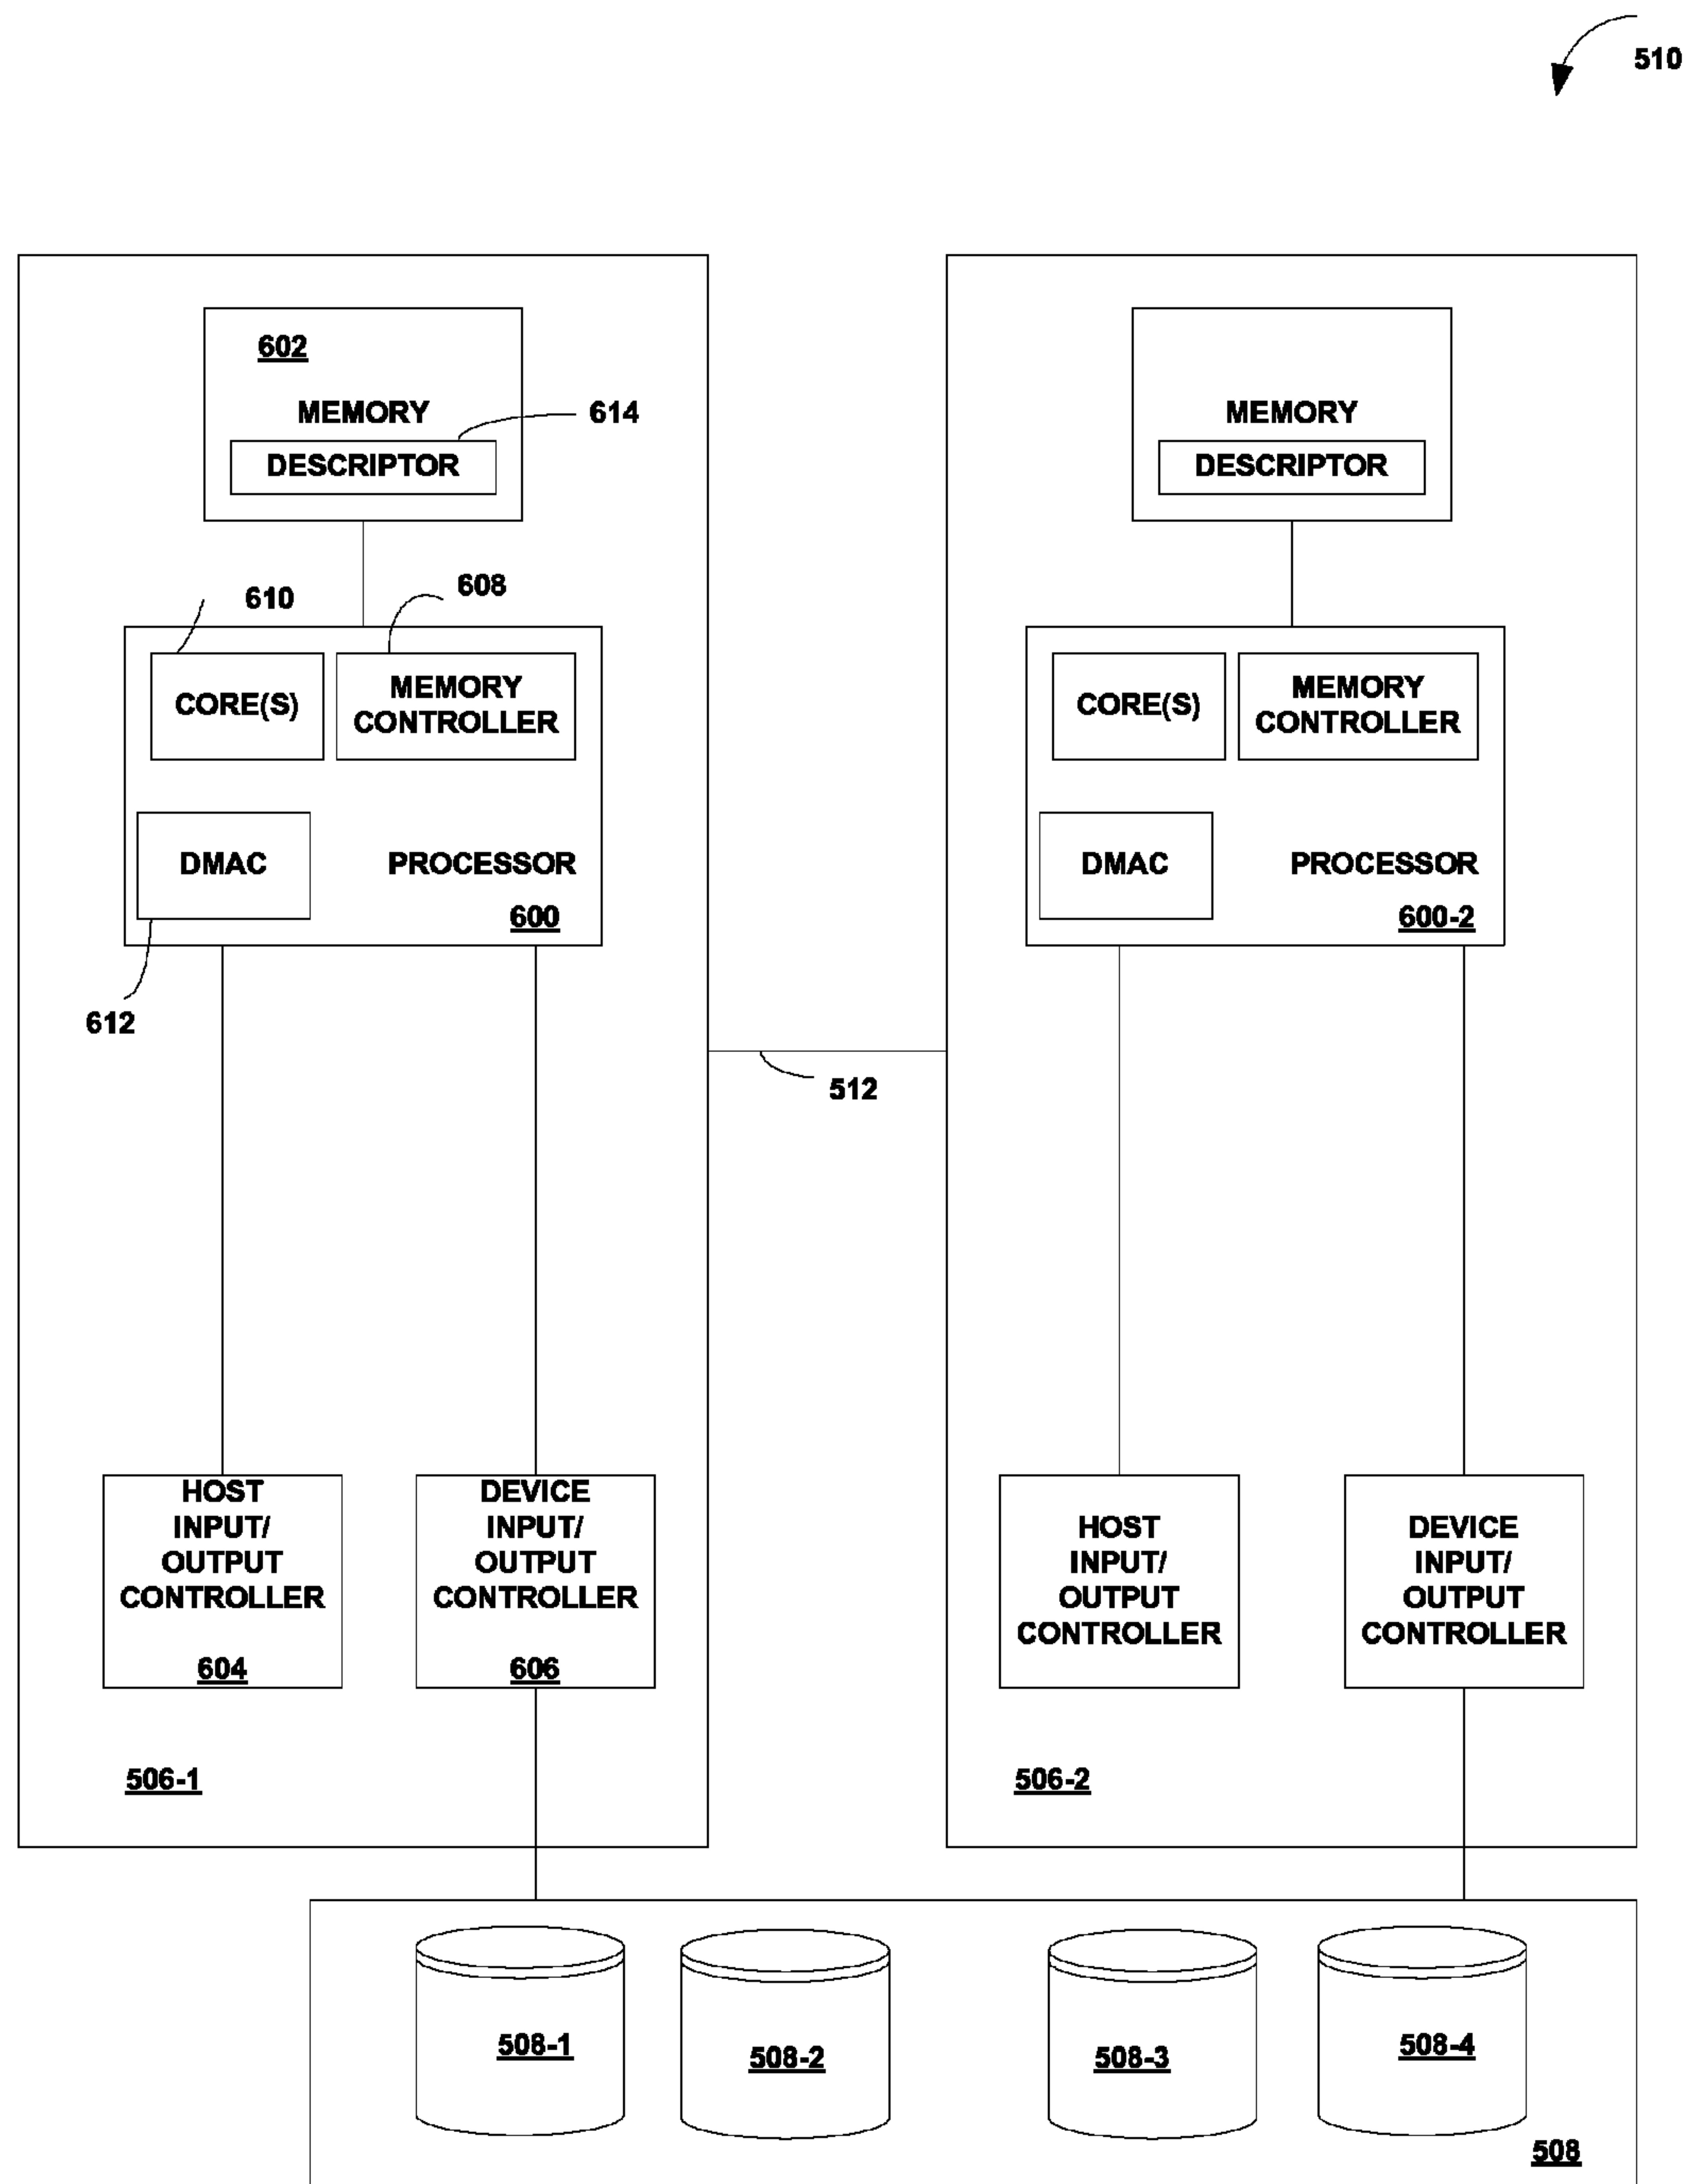 510
602
MEMORY
614
DESCRIPTOR
MEMORY
DESCRIPTOR
610
608
CORE(S)
MEMORY
CONTROLLER
DMAC
PROCESSOR
600
612
CORE(S)
MEMORY
CONTROLLER
DMAC
PROCESSOR
600-2
512
HOST
INPUT/
OUTPUT
CONTROLLER
604
DEVICE
INPUT/
OUTPUT
CONTROLLER
606
506-1
HOST
INPUT/
OUTPUT
CONTROLLER
DEVICE
INPUT/
OUTPUT
CONTROLLER
506-2
508-1
508-2
508-3
508-4
508